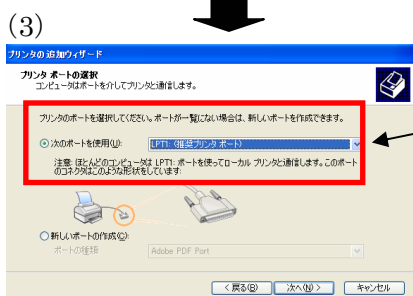 (3)
プリンタの追加ウィザード
プリンタ ポートの選択
コンピュータはポートを介してプリンタと通信します。
プリンタのポートを選択してください。ポートが一覧にない場合は、新しいポートを作成できます。
次のポートを使用(U):
LPT1: (推奨プリンタ ポート)
注意: ほとんどのコンピュータは LPT1: ポートを使ってローカル プリンタと通信します。このポート
のコネクタはこのような形状をしています:
新しいポートの作成(C):
ポートの種類
Adobe PDF Port
< 戻る(B)
次へ(N) >
キャンセル